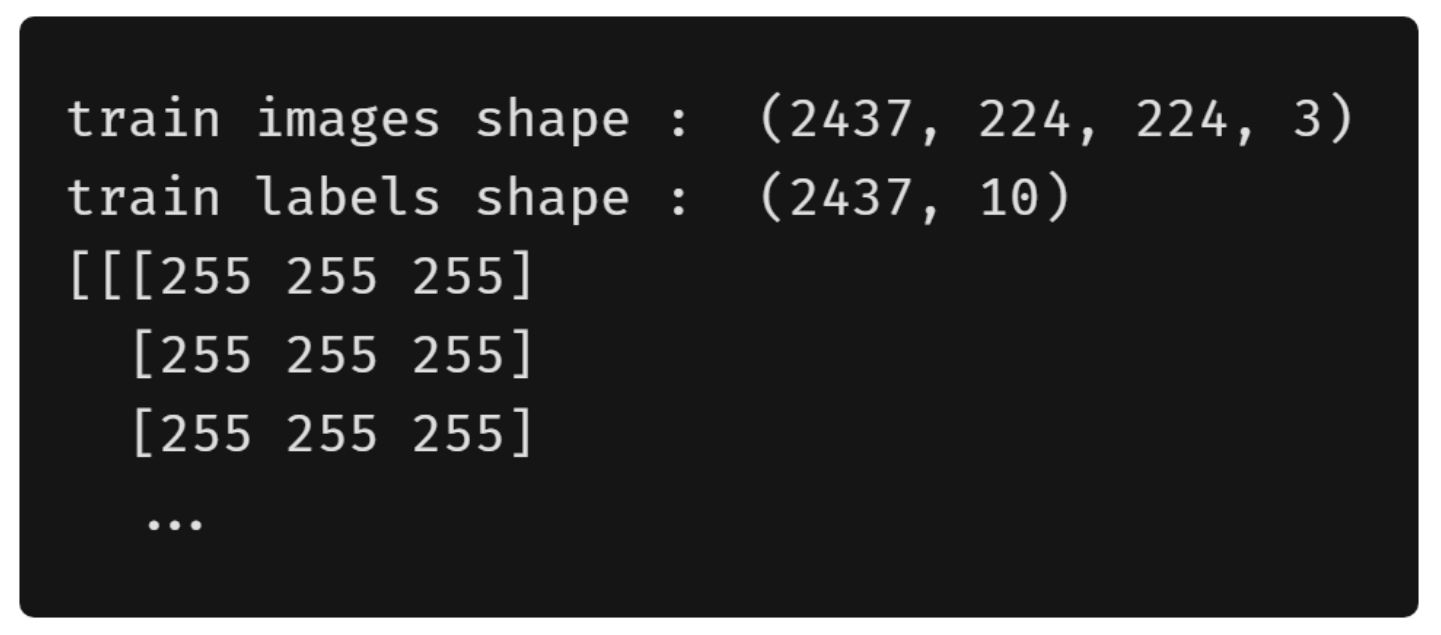 train images shape :  (2437, 224, 224, 3)
train labels shape :  (2437, 10)
[[[255 255 255]
  [255 255 255]
  [255 255 255]
  ...